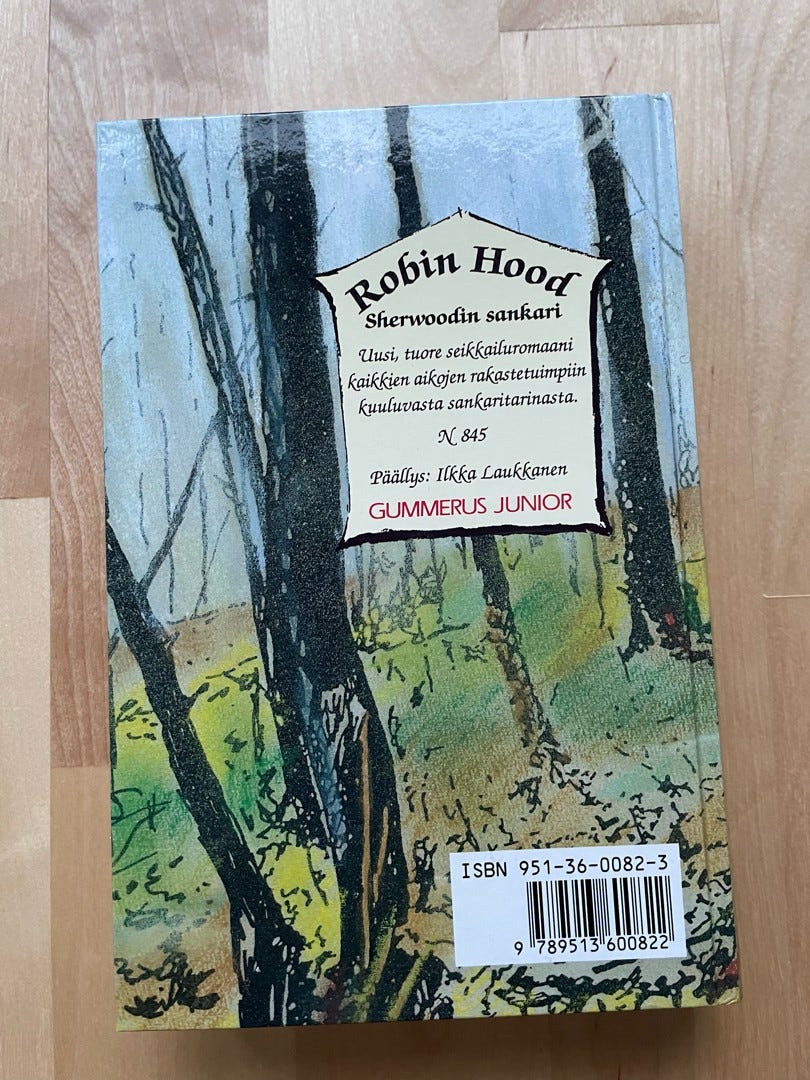 Robin Hood
Sherwoodin sankari
Uusi, tuore seikkailuromaani
kaikkien aikojen rakastetuimpiin
kuuluvasta sankaritarinasta.
N 845
Päällys: Ilkka Laukkanen
GUMMERUS JUNIOR
ISBN 951-36-0082-3
9 789513 600822